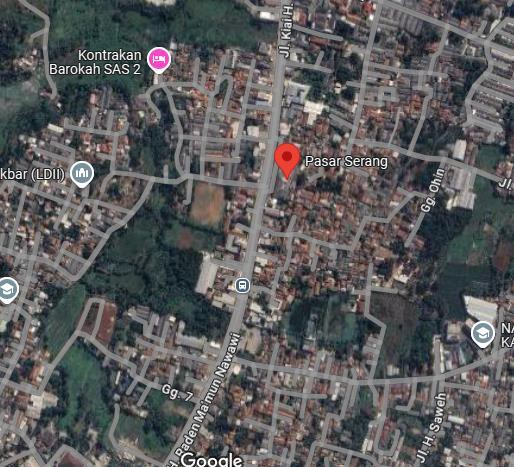 Jl. Kiai H.
Kontrakan
Barokah SAS 2
Pasar Serang
kbar (LDII)
Gg. Ohin
Jl.
NA
KA
Gg. 7
H. Raden Maimun Nawawi
Jl. H. Saweh
Google